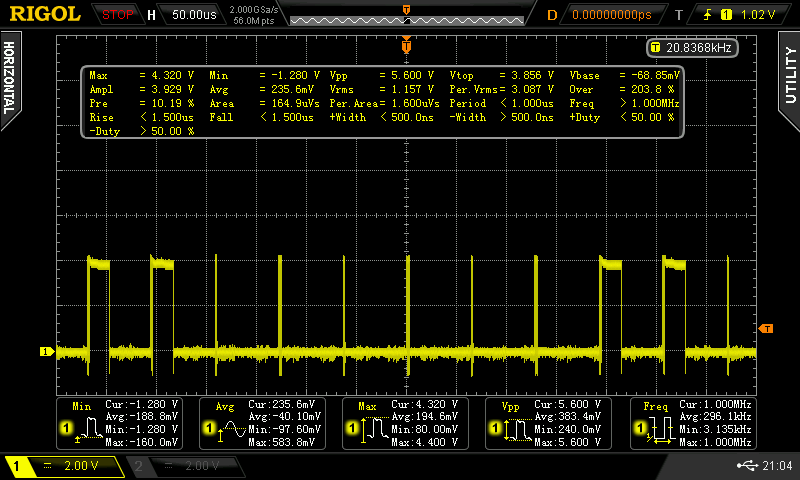 RIGOL STOP H 50.00us 2.000GSa/s 56.0M pts T D 0.00000000ps T 1 1.02 V
HORIZONTAL
UTILITY
T
T 20.8368kHz
Max = 4.320 V Min = -1.280 V Vpp = 5.600 V Vtop = 3.856 V Vbase = -68.85mV
Ampl = 3.929 V Avg = 235.6mV Vrms = 1.157 V Per.Vrms= 3.087 V Over = 203.8 %
Pre = 10.19 % Area = 164.9uVs Per.Area= 1.600uVs Period < 1.000us Freq > 1.000MHz
Rise < 1.500us Fall < 1.500us +Width < 500.0ns -Width > 500.0ns +Duty < 50.00 %
-Duty > 50.00 %
T
1
Min Cur:-1.280 V
Avg:-188.8mV
1 Min:-1.280 V
Max:-160.0mV
Avg Cur:235.6mV
Avg:-40.10mV
1 Min:-97.60mV
Max:583.8mV
Max Cur:4.320 V
Avg:194.6mV
1 Min:80.00mV
Max:4.400 V
Vpp Cur:5.600 V
Avg:383.4mV
1 Min:240.0mV
Max:5.600 V
Freq Cur:1.000MHz
Avg:296.1kHz
1 Min:3.135kHz
Max:1.000MHz
1 2.00 V 2 2.00 V 21:04